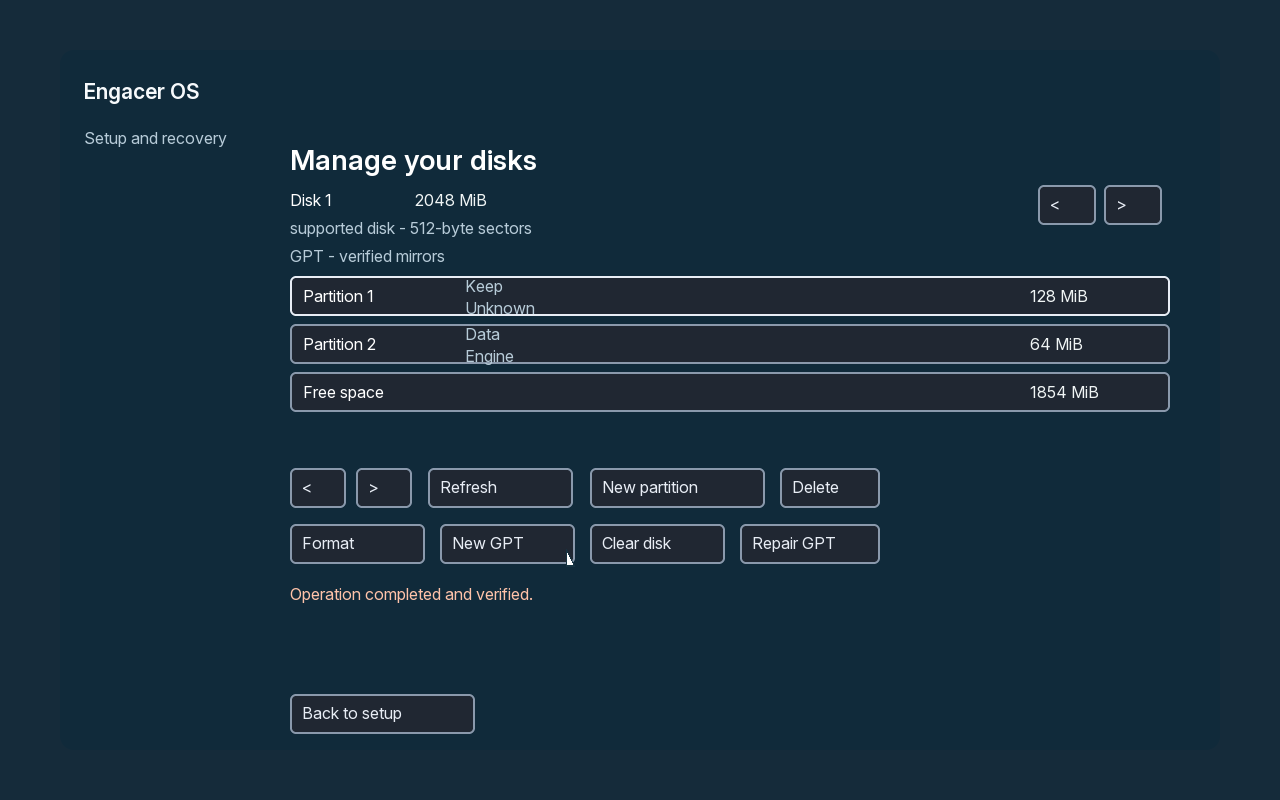 Engacer OS
Setup and recovery
Manage your disks
Disk 1 2048 MiB
< >
supported disk - 512-byte sectors
GPT - verified mirrors
Partition 1 Keep 128 MiB
Unknown
Partition 2 Data 64 MiB
Engine
Free space 1854 MiB
< > Refresh New partition Delete
Format New GPT Clear disk Repair GPT
Operation completed and verified.
Back to setup